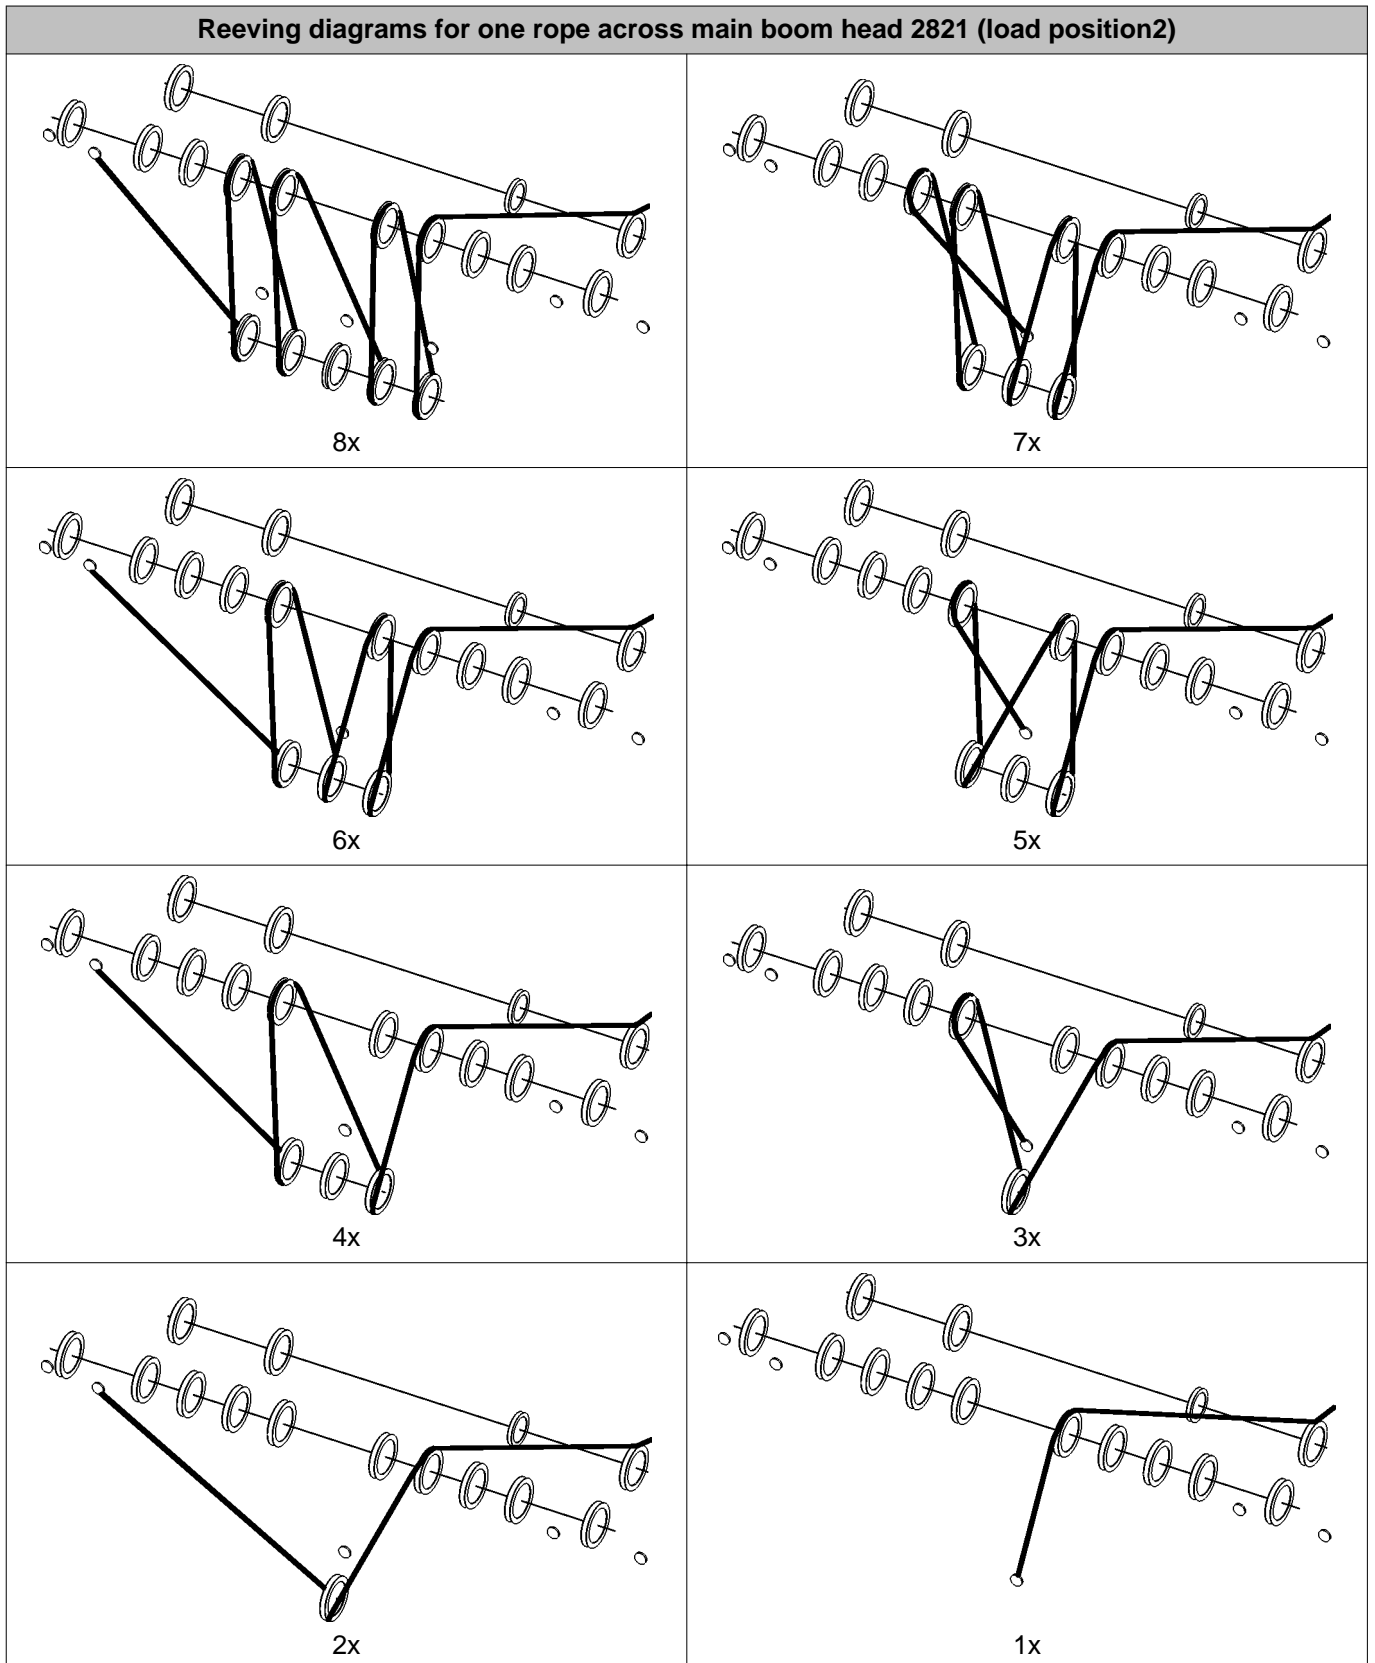 Reeving diagrams for one rope across main boom head 2821 (load position2)
8x
7x
6x
5x
4x
3x
2x
1x